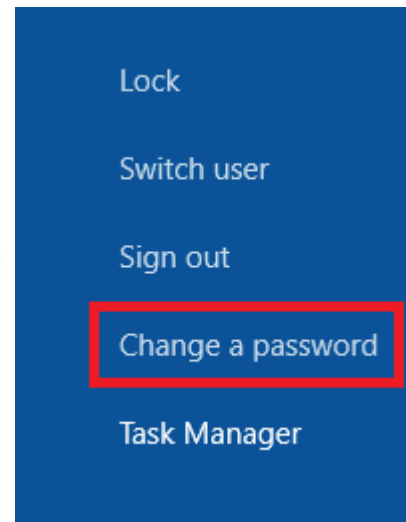 Lock
Switch user
Sign out
Change a password
Task Manager